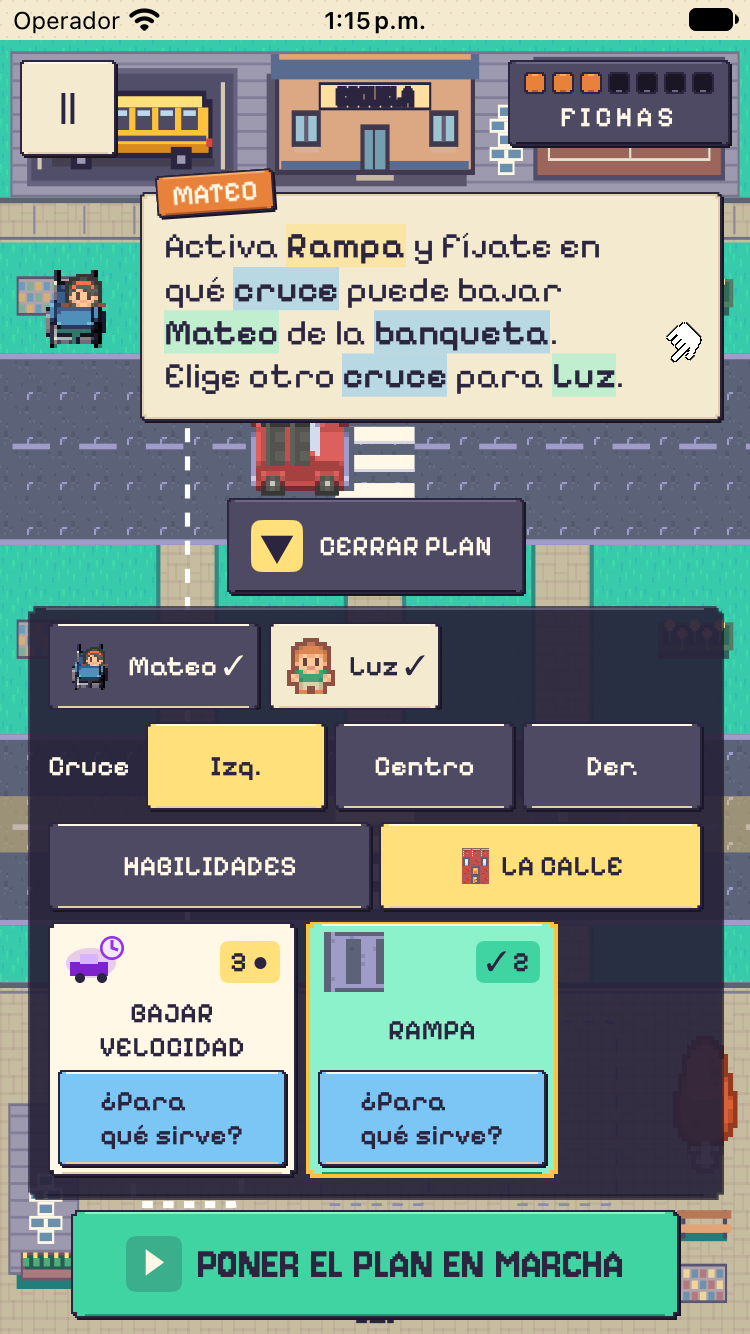 Operador
1:15 p.m.
ESCUELA
FICHAS
MATEO
Activa Rampa y fíjate en
qué cruce puede bajar
Mateo de la banqueta.
Elige otro cruce para Luz.
CERRAR PLAN
Mateo ✓
Luz ✓
Cruce
Izq.
Centro
Der.
HABILIDADES
LA CALLE
3 ●
✓ 2
BAJAR
VELOCIDAD
RAMPA
¿Para
qué sirve?
¿Para
qué sirve?
PONER EL PLAN EN MARCHA